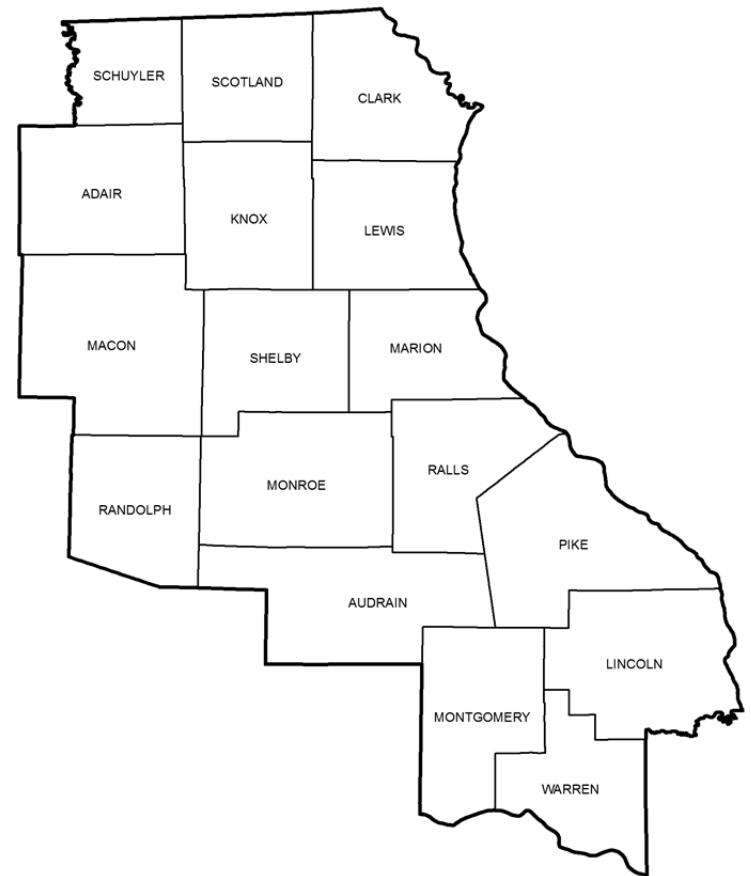 SCHUYLER
SCOTLAND
CLARK
ADAIR
KNOX
LEWIS
MACON
SHELBY
MARION
RANDOLPH
MONROE
RALLS
PIKE
AUDRAIN
LINCOLN
MONTGOMERY
WARREN